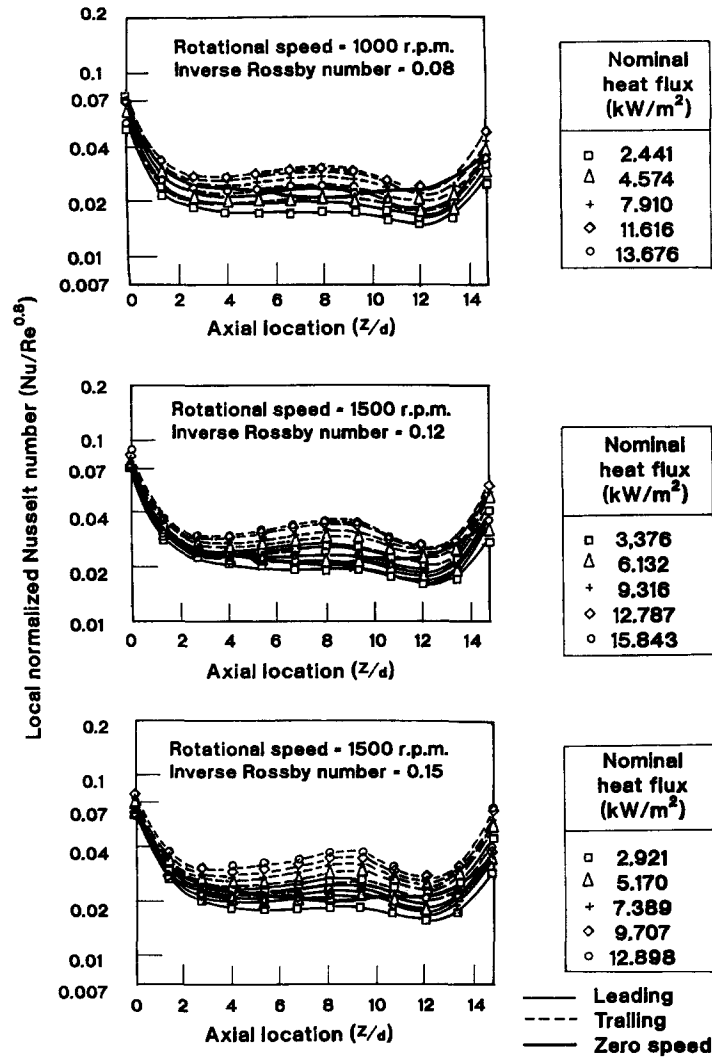 Local normalized Nusselt number (Nu/Re^0.8)
0.2
0.1
0.07
0.04
0.02
0.01
0.007
Rotational speed - 1000 r.p.m.
Inverse Rossby number - 0.08
0 2 4 6 8 10 12 14
Axial location (z/d)
Nominal
heat flux
(kW/m²)
□ 2.441
△ 4.574
+ 7.910
◇ 11.616
○ 13.676
0.2
0.1
0.07
0.04
0.02
0.01
Rotational speed - 1500 r.p.m.
Inverse Rossby number - 0.12
0 2 4 6 8 10 12 14
Axial location (z/d)
Nominal
heat flux
(kW/m²)
□ 3,376
△ 6.132
+ 9.316
◇ 12.787
○ 15.843
0.2
0.1
0.07
0.04
0.02
0.01
0.007
Rotational speed - 1500 r.p.m.
Inverse Rossby number - 0.15
0 2 4 6 8 10 12 14
Axial location (z/d)
Nominal
heat flux
(kW/m²)
□ 2.921
△ 5.170
+ 7.389
◇ 9.707
○ 12.898
Leading
Trailing
Zero speed